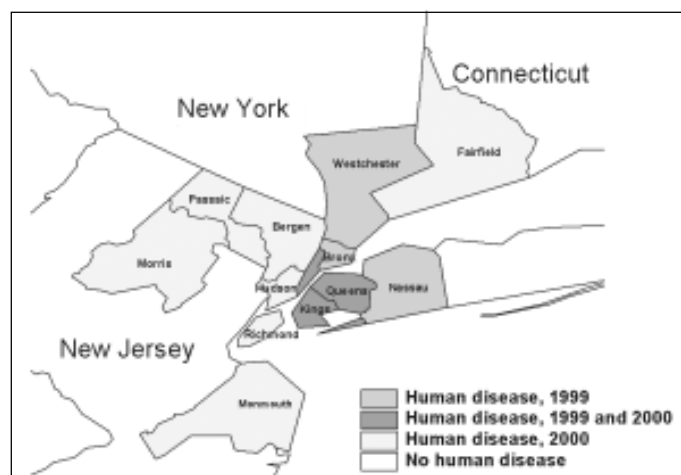 Connecticut
New York
Westchester
Fairfield
Passaic
Bergen
Morris
Bronx
Hudson
Queens
Nassau
Kings
Richmond
New Jersey
Monmouth
Human disease, 1999
Human disease, 1999 and 2000
Human disease, 2000
No human disease